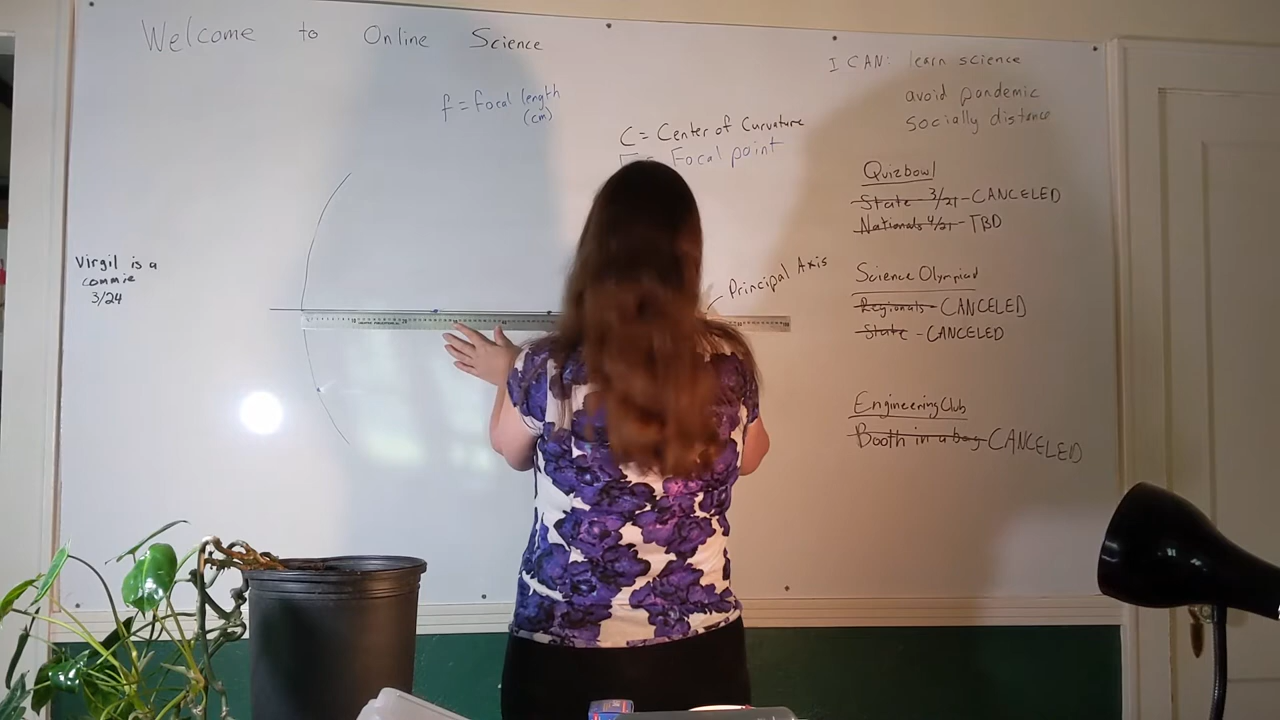 Welcome to Online Science
f = focal length
(cm)
C = Center of Curvature
Focal point
I CAN: learn science
avoid pandemic
socially distance
Quizbowl
State 3/21 - CANCELED
Nationals 4/21 - TBD
Science Olympiad
Regionals - CANCELED
State - CANCELED
Engineering Club
Booth in a bag CANCELED
Virgil is a
commie
3/24
Principal Axis